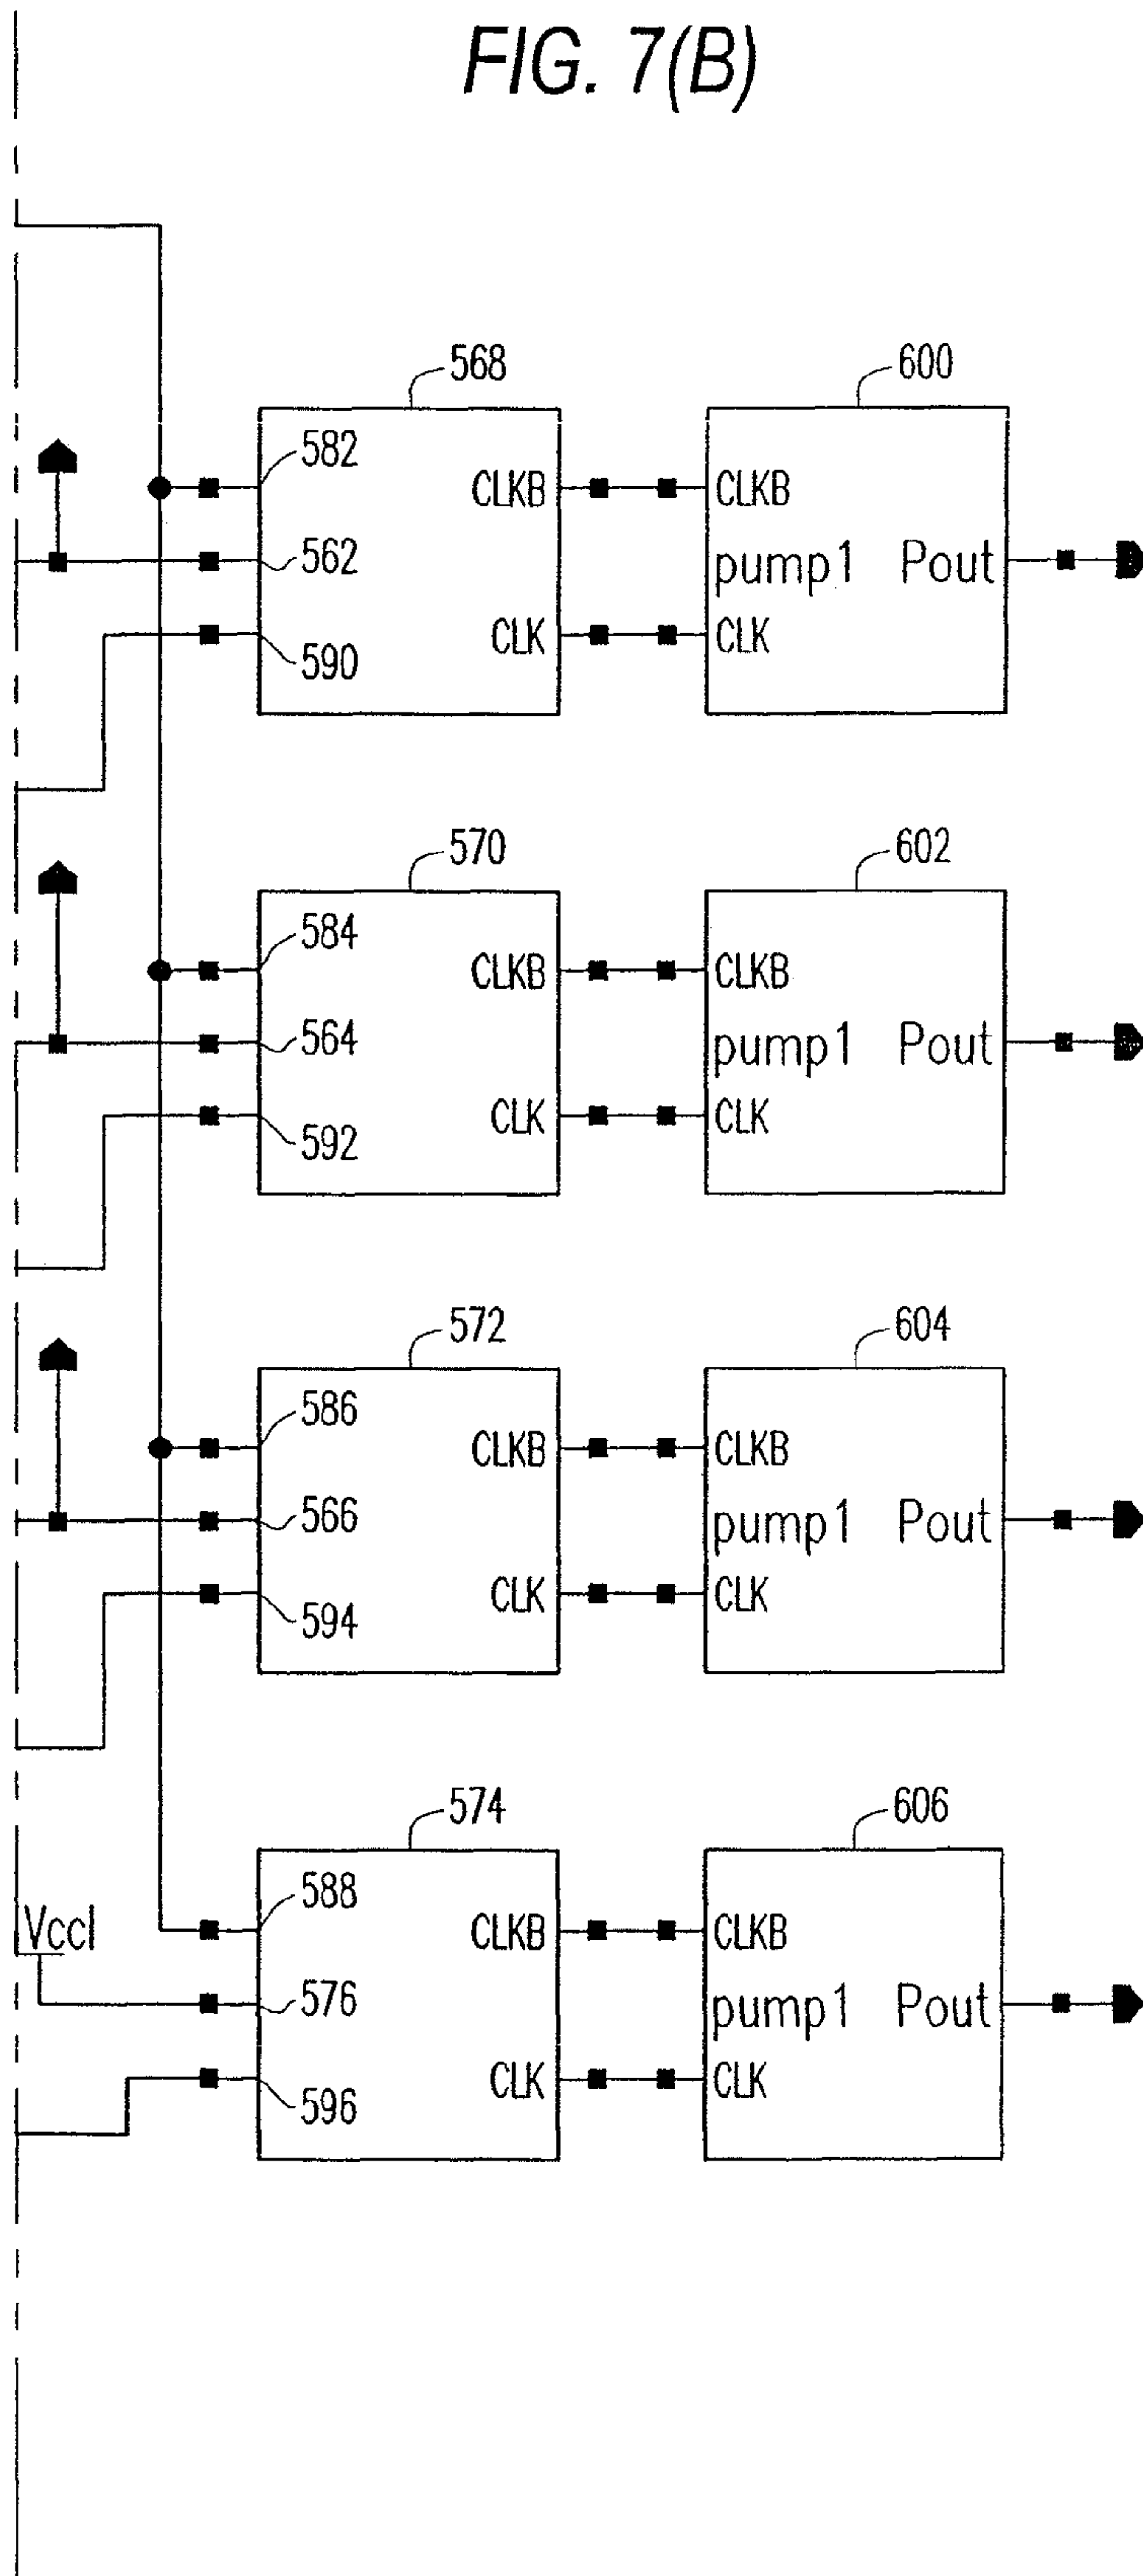 FIG. 7(B)
568
600
582
CLKB
CLKB
562
pump1 Pout
590
CLK
CLK
570
602
584
CLKB
CLKB
564
pump1 Pout
592
CLK
CLK
572
604
586
CLKB
CLKB
566
pump1 Pout
594
CLK
CLK
574
606
588
CLKB
CLKB
Vccl
576
pump1 Pout
596
CLK
CLK